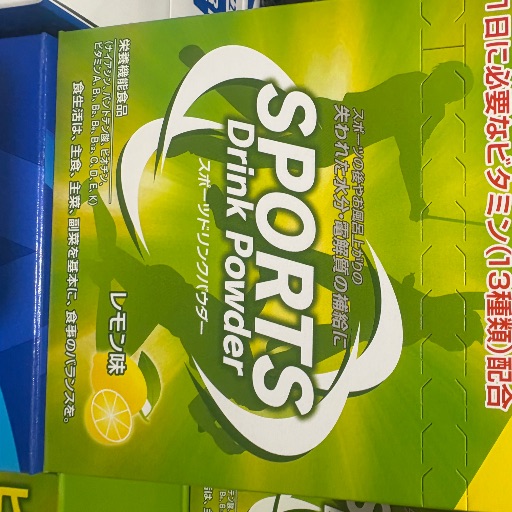 1日に必要なビタミン(13種類)配合
スポーツの後やお風呂上がりの
失われた水分・電解質の補給に
SPORTS
Drink Powder
スポーツドリンクパウダー
レモン味
栄養機能食品
(ナイアシン、パントテン酸、ビオチン、
ビタミンA、B1、B2、B6、B12、C、D、E、K)
食生活は、主食、主菜、副菜を基本に、食事のバランスを。